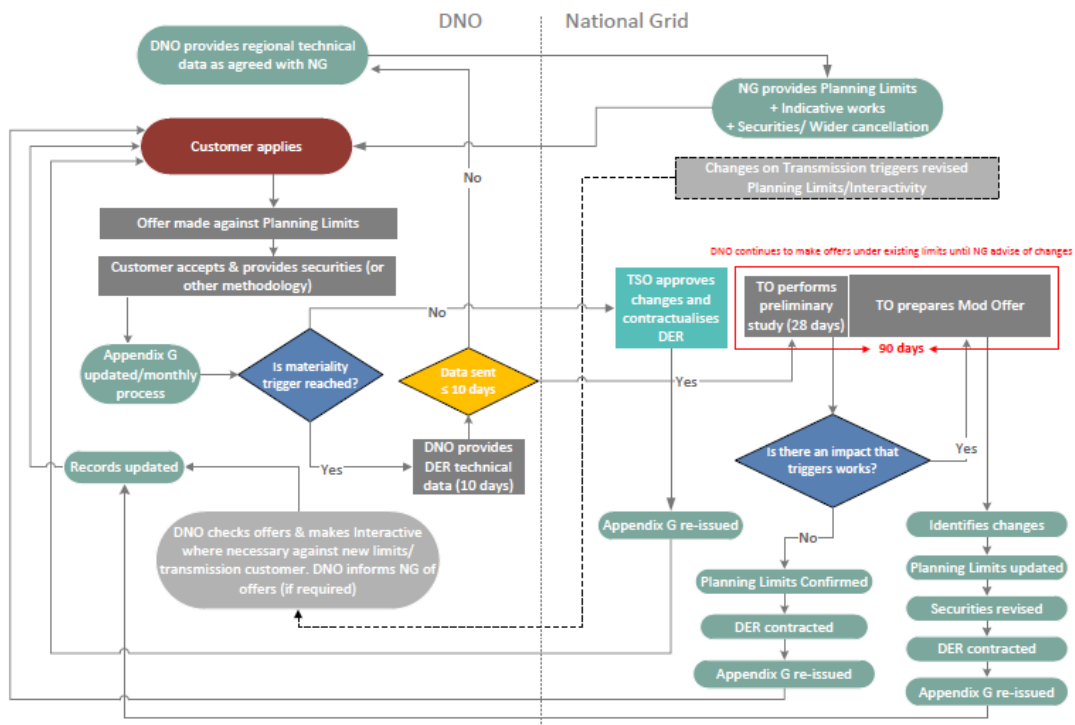 DNO
National Grid
DNO provides regional technical
data as agreed with NG
NG provides Planning Limits
+ Indicative works
+ Securities/ Wider cancellation
Customer applies
Changes on Transmission triggers revised
Planning Limits/Interactivity
No
Offer made against Planning Limits
DNO continues to make offers under existing limits until NG advise of changes
Customer accepts & provides securities (or
other methodology)
TSO approves
changes and
contractualises
DER
TO performs
preliminary
study (28 days)
TO prepares Mod Offer
No
90 days
Appendix G
updated/monthly
process
Is materiality
trigger reached?
Data sent
≤ 10 days
Yes
DNO provides
DER technical
data (10 days)
Yes
Is there an impact that
triggers works?
Yes
Records updated
DNO checks offers & makes Interactive
where necessary against new limits/
transmission customer. DNO informs NG of
offers (if required)
Appendix G re-issued
No
Identifies changes
Planning Limits Confirmed
Planning Limits updated
Securities revised
DER contracted
DER contracted
Appendix G re-issued
Appendix G re-issued